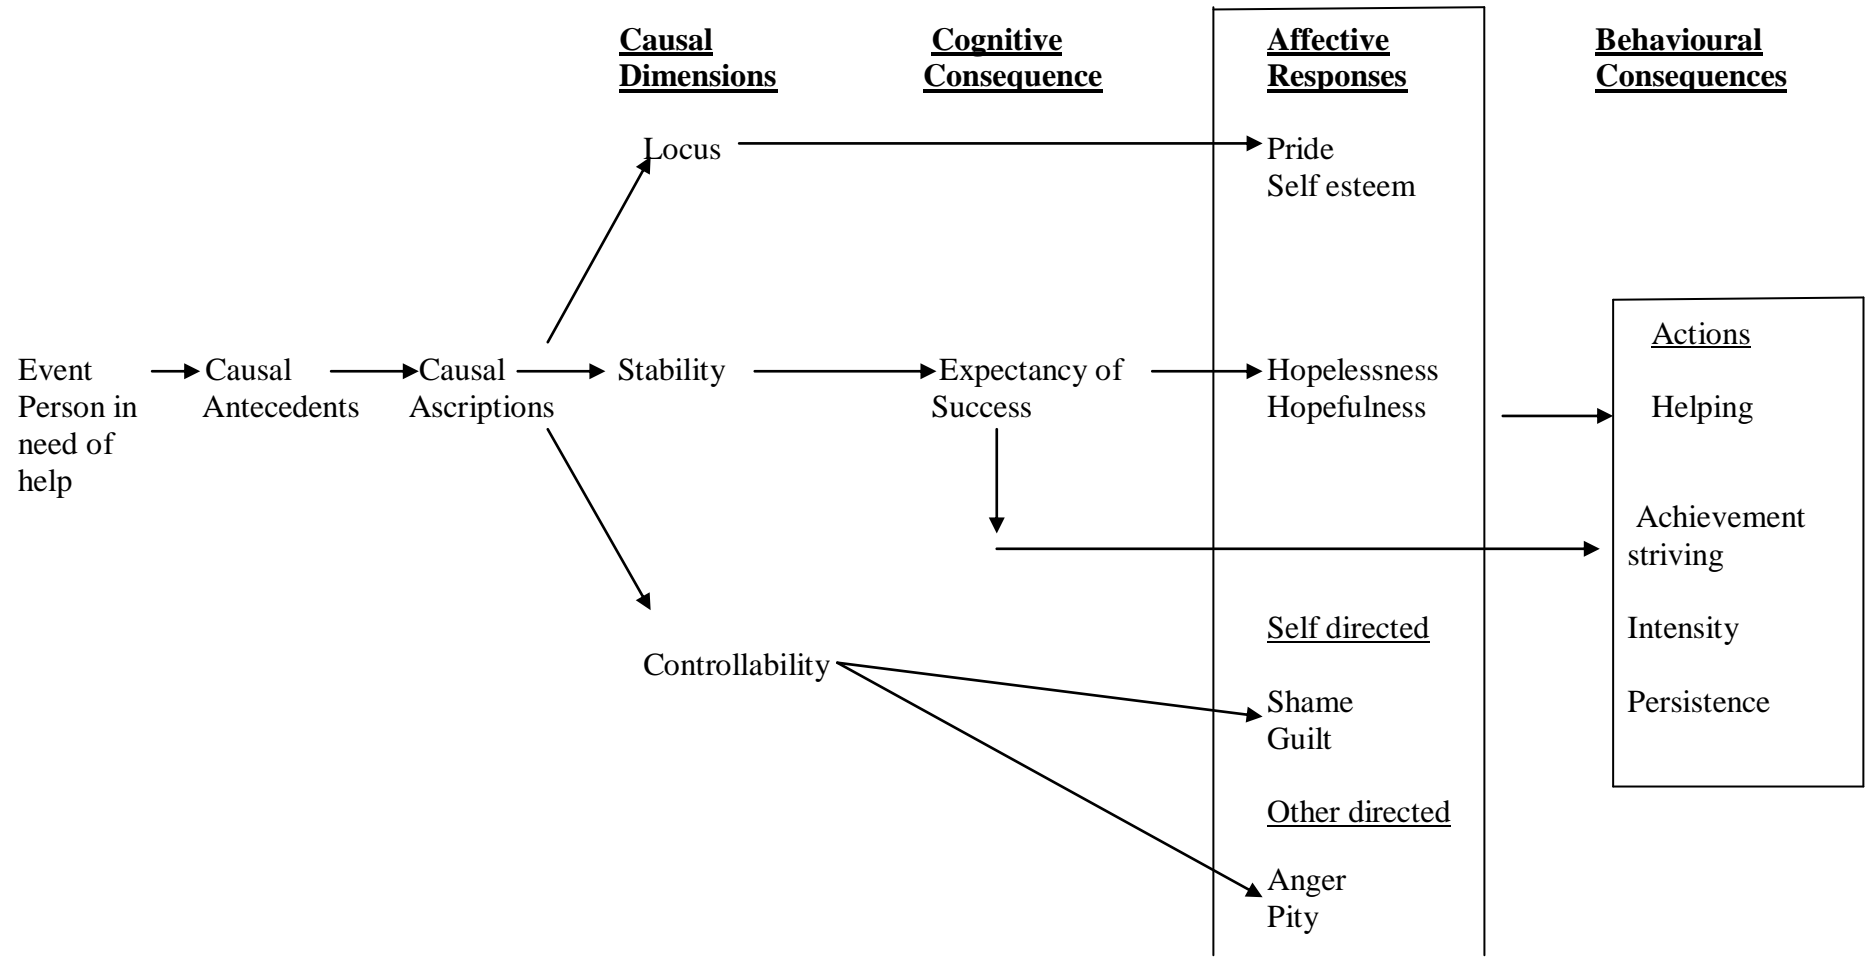 Causal
Dimensions
Cognitive
Consequence
Affective
Responses
Behavioural
Consequences
Locus
Pride
Self esteem
Event
Person in
need of
help
Causal
Antecedents
Causal
Ascriptions
Stability
Expectancy of
Success
Hopelessness
Hopefulness
Actions
Helping
Achievement
striving
Intensity
Persistence
Controllability
Self directed
Shame
Guilt
Other directed
Anger
Pity